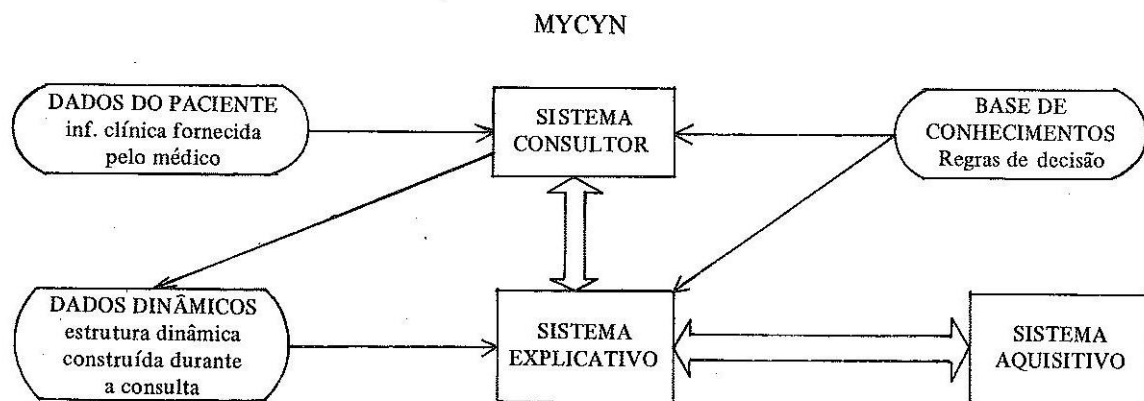 MYCYN
DADOS DO PACIENTE
inf. clínica fornecida
pelo médico
SISTEMA
CONSULTOR
BASE DE
CONHECIMENTOS
Regras de decisão
DADOS DINÂMICOS
estrutura dinâmica
construída durante
a consulta
SISTEMA
EXPLICATIVO
SISTEMA
AQUISITIVO